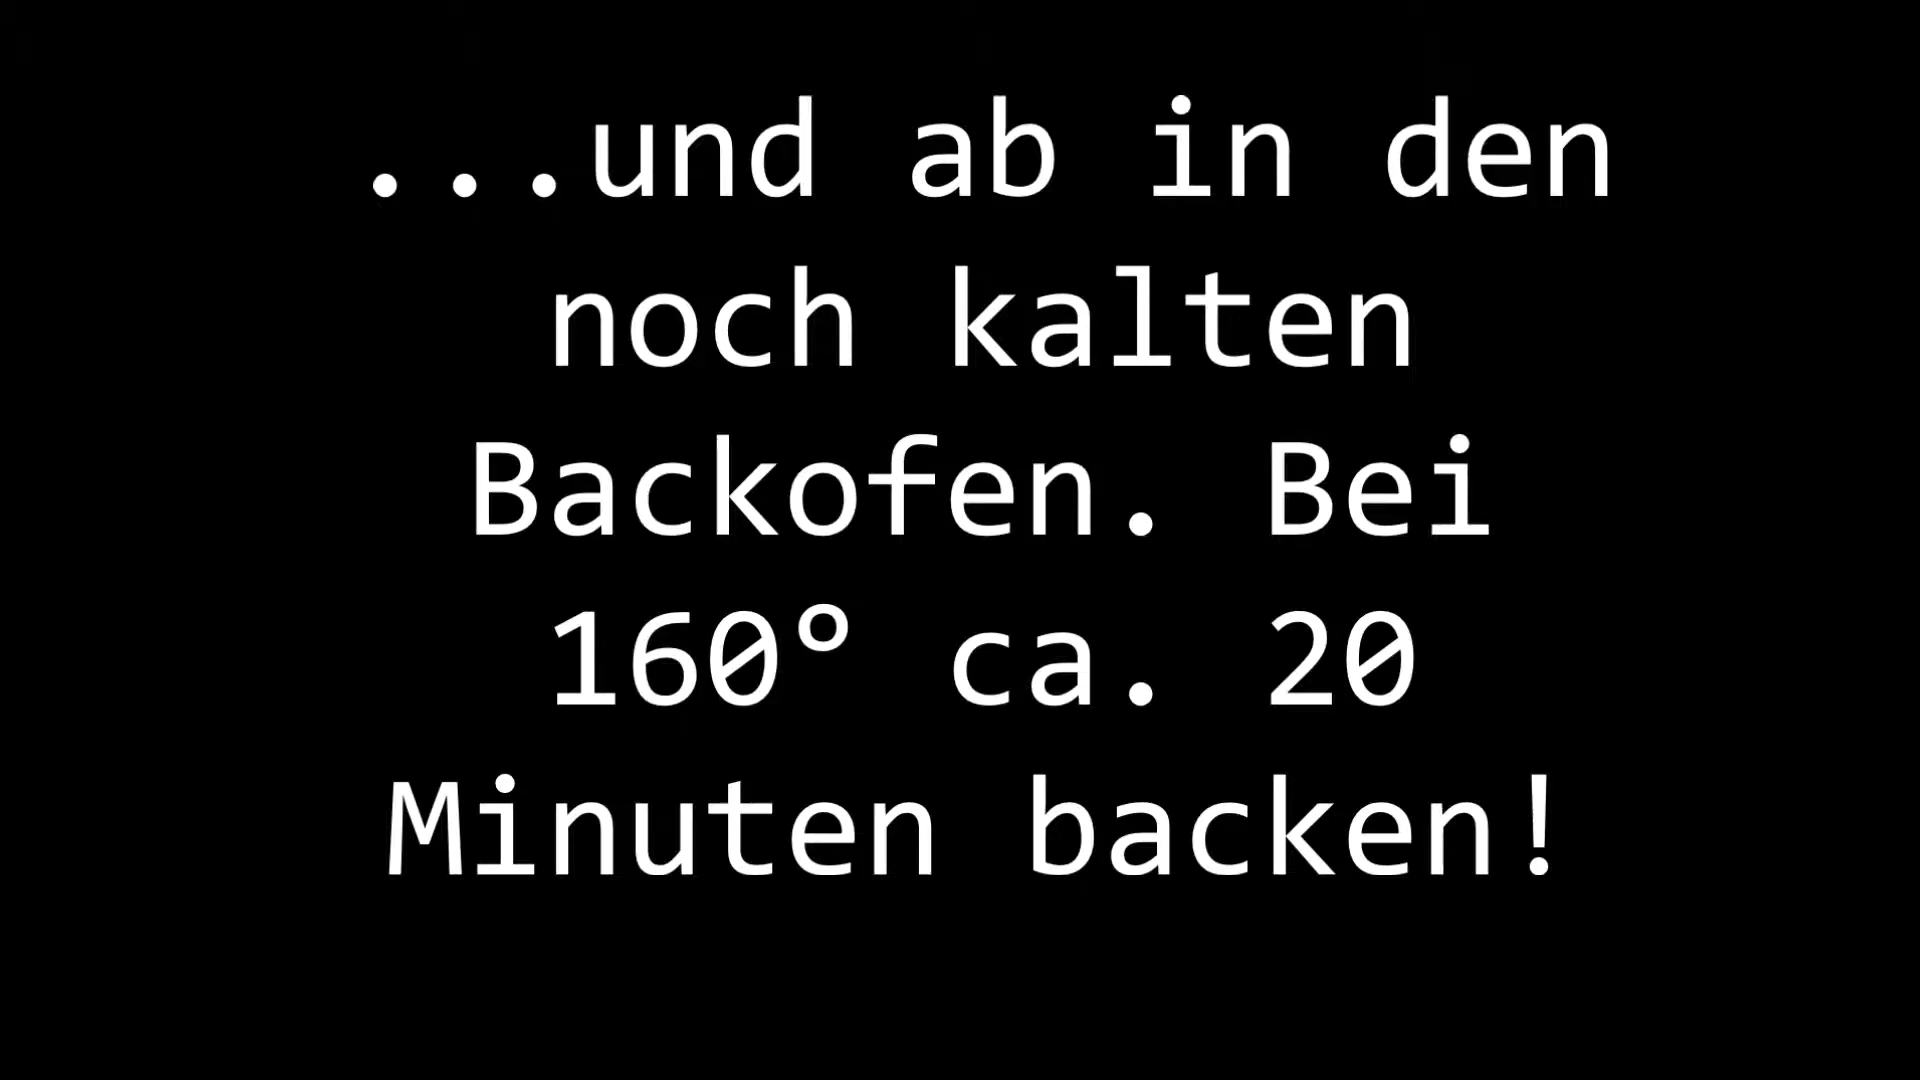 ...und ab in den
noch kalten
Backofen. Bei
160° ca. 20
Minuten backen!